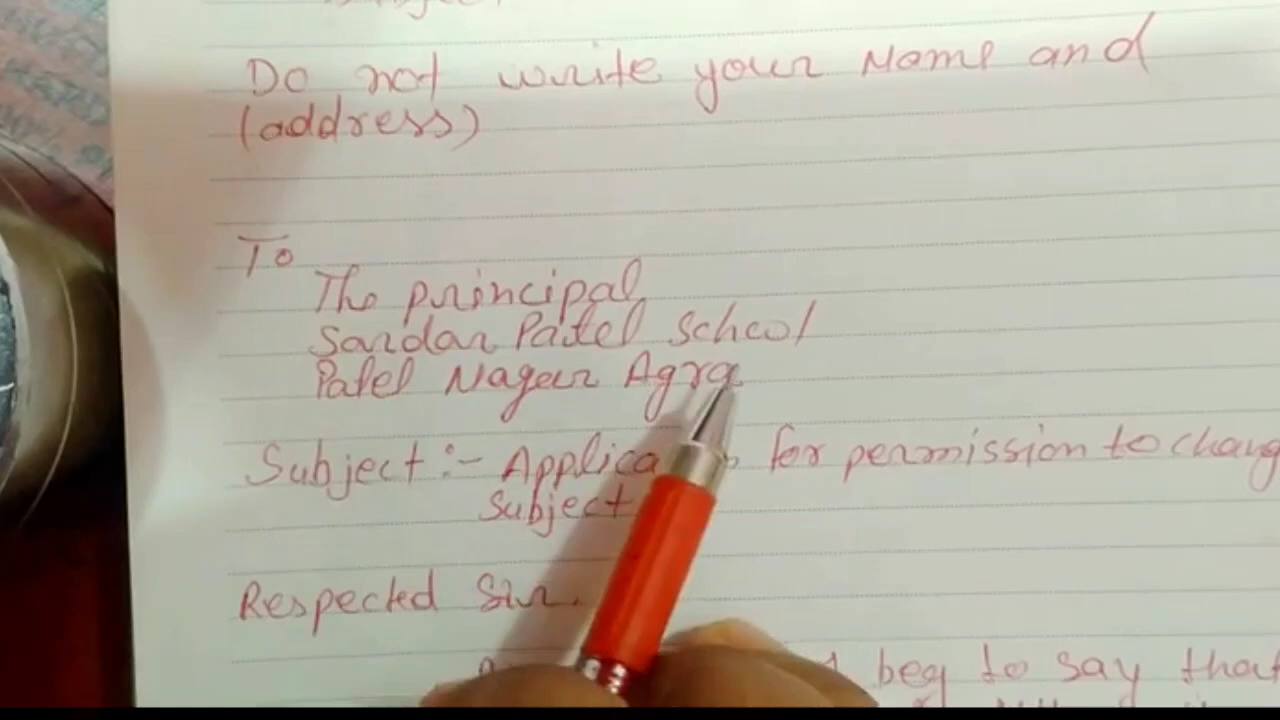 Do not write your Name and
(address)
To
The principal
Sardar Patel School
Patel Nagar Agra
Subject :- Applica for permission to chang
Subject
Respected Sir.
beg to say that